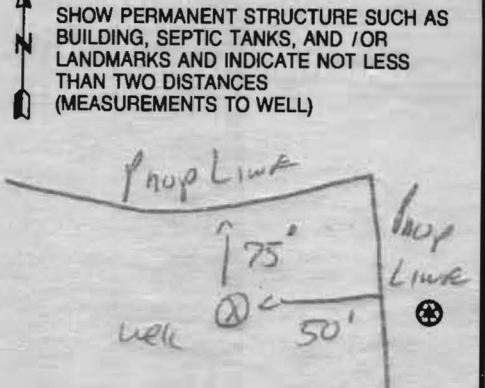 N
SHOW PERMANENT STRUCTURE SUCH AS
BUILDING, SEPTIC TANKS, AND / OR
LANDMARKS AND INDICATE NOT LESS
THAN TWO DISTANCES
(MEASUREMENTS TO WELL)
Prop Line
Prop
Line
75'
well
50'